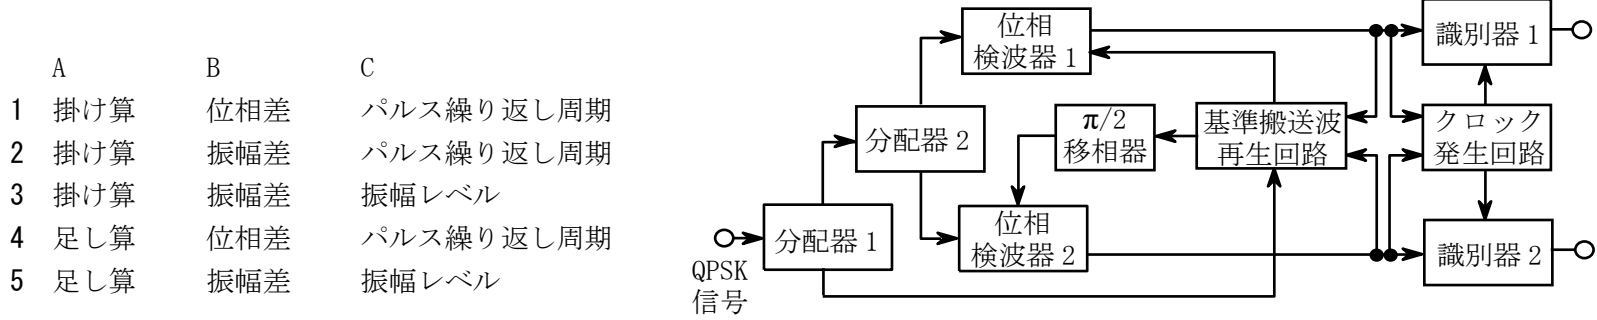 A B C
1 掛け算 位相差 パルス繰り返し周期
2 掛け算 振幅差 パルス繰り返し周期
3 掛け算 振幅差 振幅レベル
4 足し算 位相差 パルス繰り返し周期
5 足し算 振幅差 振幅レベル
位相
検波器 1
識別器 1
分配器 2
π/2
移相器
基準搬送波
再生回路
クロック
発生回路
分配器 1
位相
検波器 2
識別器 2
QPSK
信号